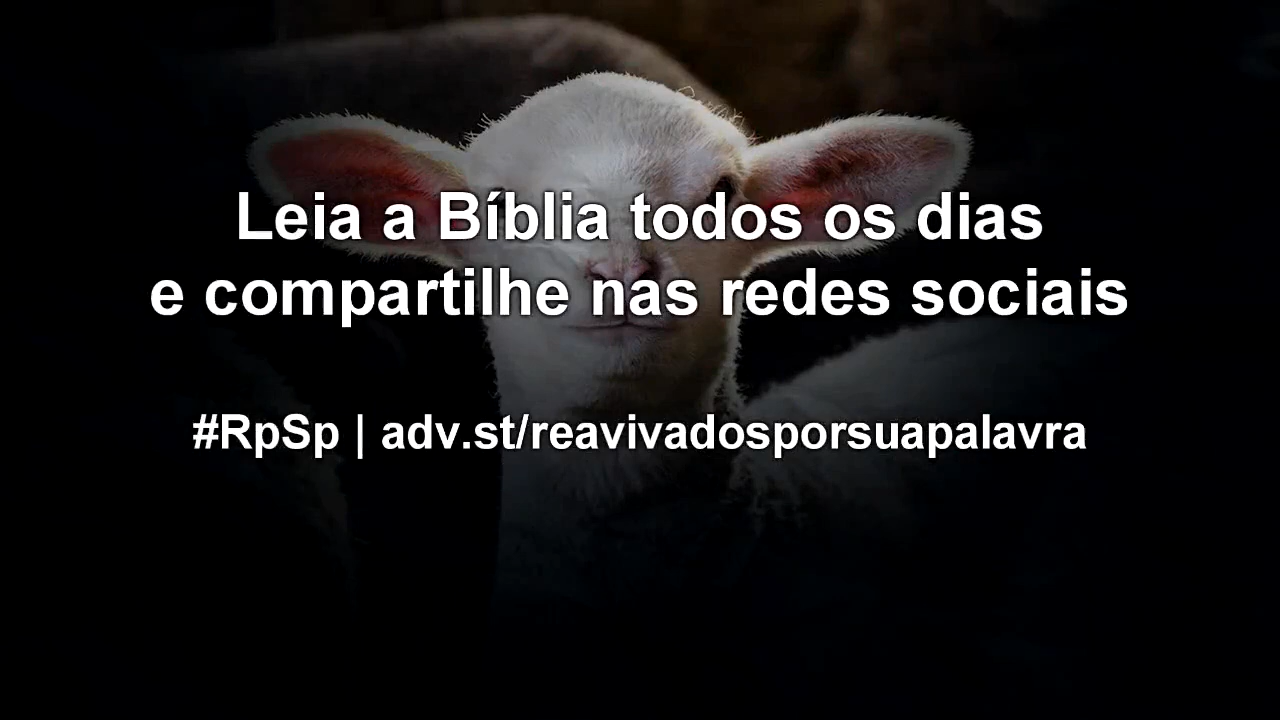 Leia a Bíblia todos os dias
e compartilhe nas redes sociais
#RpSp | adv.st/reavivadosporsuapalavra